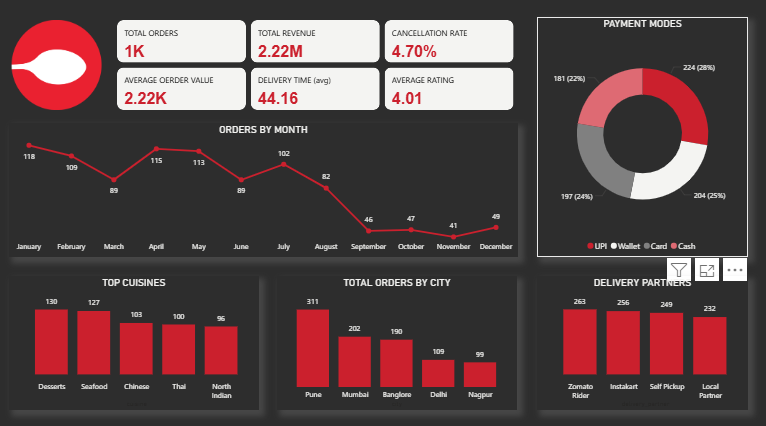 TOTAL ORDERS
1K
TOTAL REVENUE
2.22M
CANCELLATION RATE
4.70%
AVERAGE OERDER VALUE
2.22K
DELIVERY TIME (avg)
44.16
AVERAGE RATING
4.01
PAYMENT MODES
224 (28%)
181 (22%)
197 (24%)
204 (25%)
UPI Wallet Card Cash
ORDERS BY MONTH
118
109
89
115
113
89
102
82
46
47
41
49
January February March April May June July August September October November December
TOP CUISINES
130
127
103
100
96
Desserts Seafood Chinese Thai North
Indian
TOTAL ORDERS BY CITY
311
202
190
109
99
Pune Mumbai Banglore Delhi Nagpur
DELIVERY PARTNERS
263
256
249
232
Zomato Instakart Self Pickup Local
Rider Partner